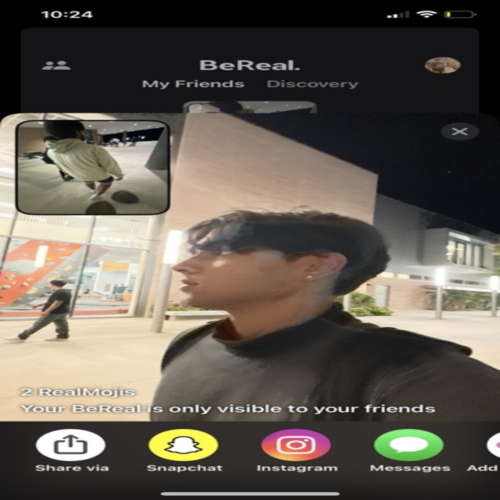 10:24
BeReal.
My Friends Discovery
2 RealMojis
Your BeReal is only visible to your friends
Share via Snapchat Instagram Messages Add